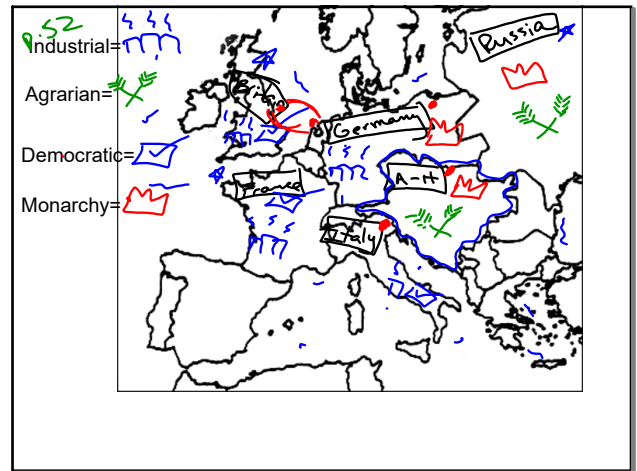 p.52
Industrial=
Russia
Agrarian=
Britain
Germany
Democratic=
A-H
France
Monarchy=
Italy